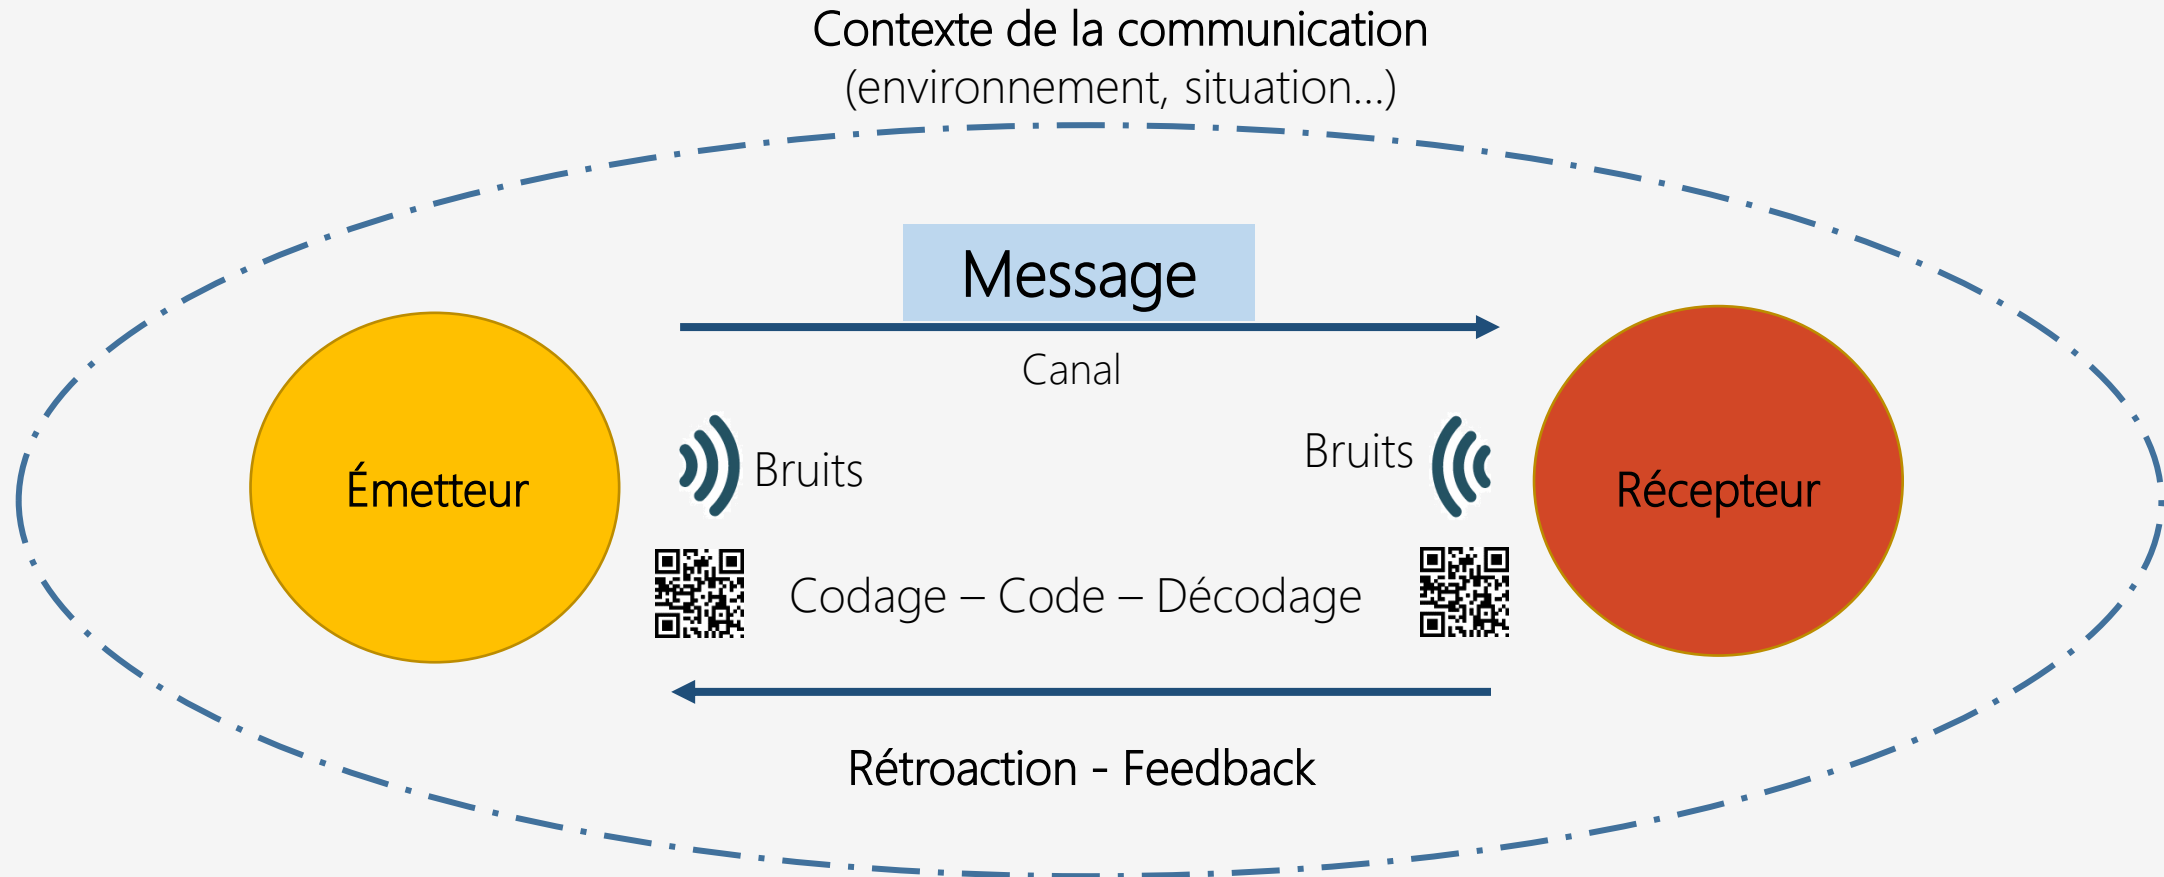 Contexte de la communication
(environnement, situation...)
Message
Canal
Bruits
Bruits
Émetteur
Récepteur
Codage – Code – Décodage
Rétroaction - Feedback